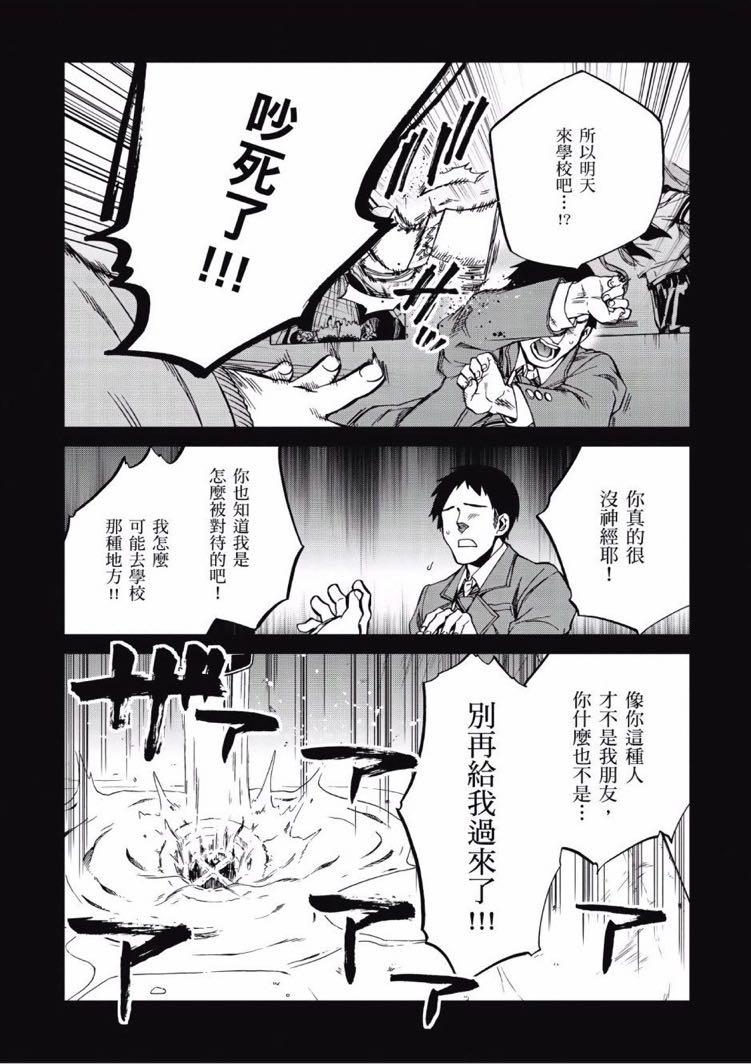 所以明天
來學校吧…!?
吵死了!!!
你真的很
沒神經耶！
你也知道我是
怎麼被對待的吧！
我怎麼
可能去學校
那種地方!!
像你這種人
才不是我朋友，
你什麼也不是…
別再給我過來了!!!
ザァ
ァ
ァ
ァ
ァ